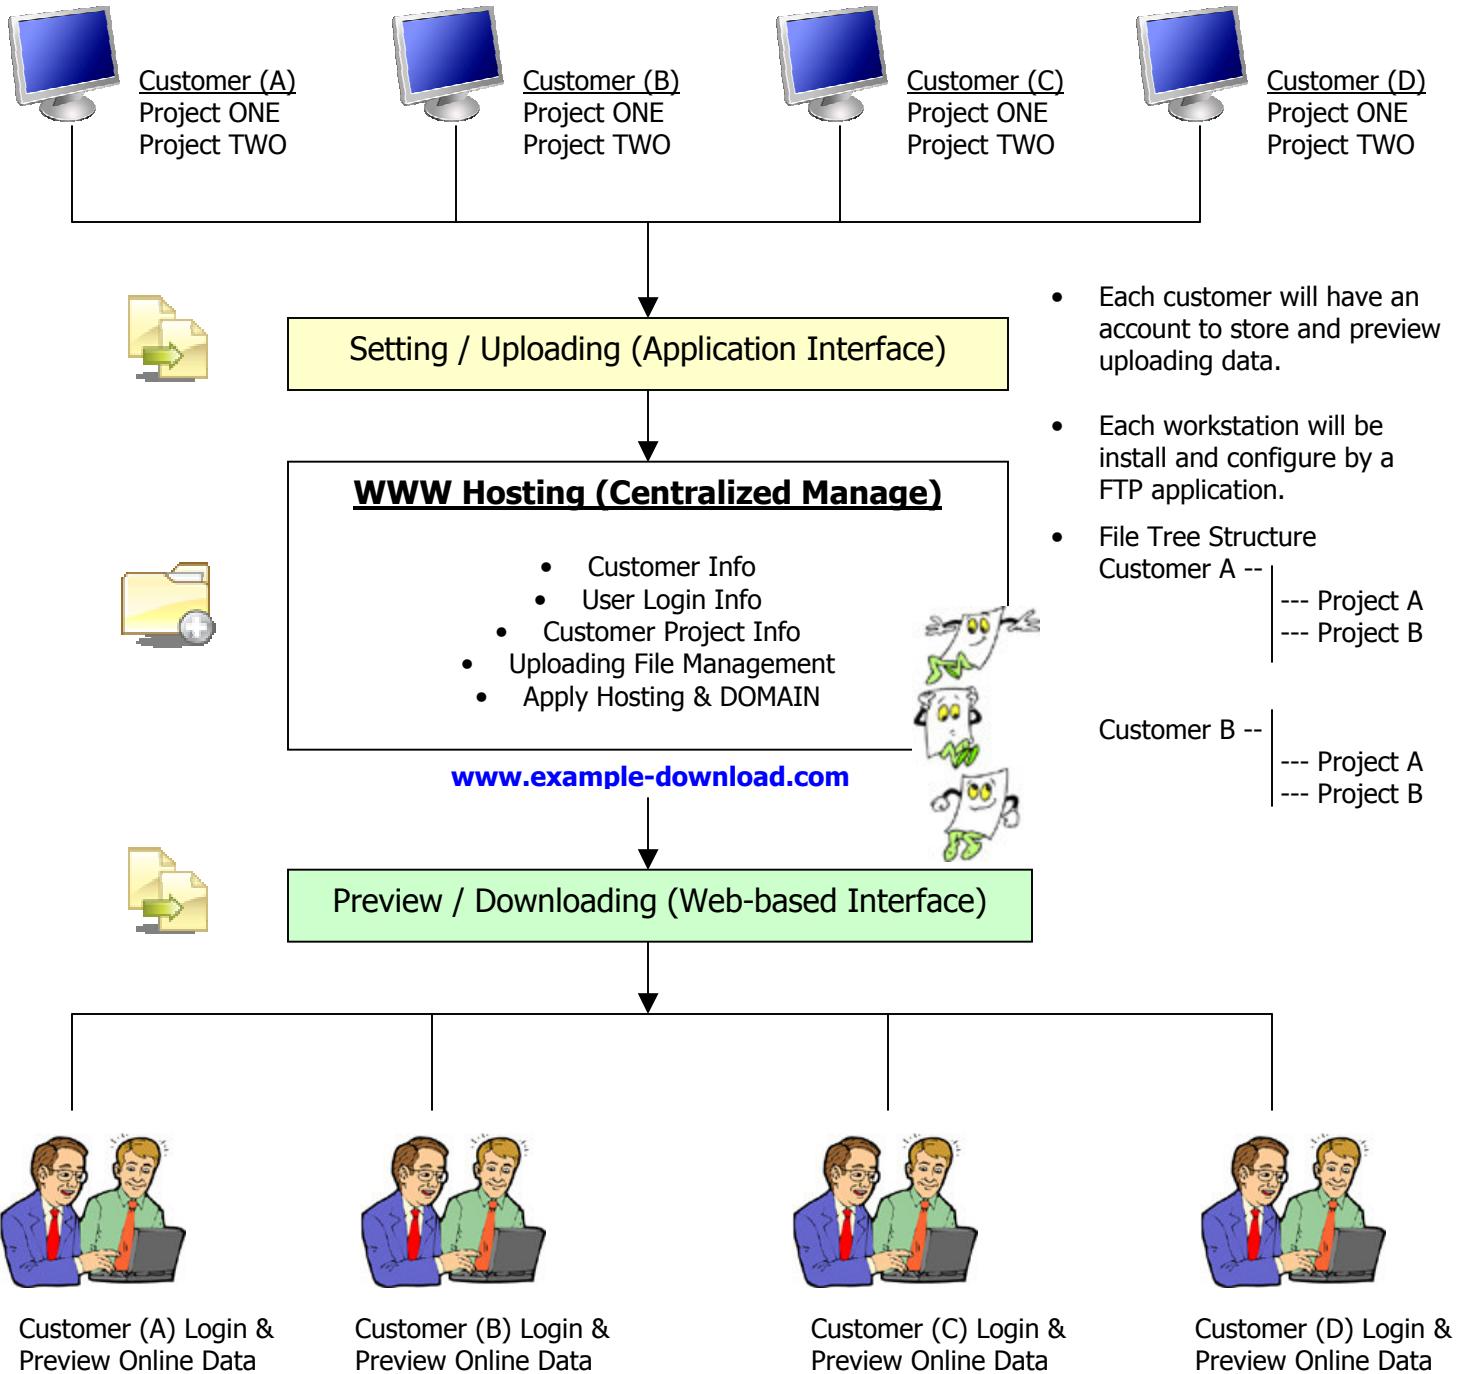 Customer (A)
Project ONE
Project TWO
Customer (B)
Project ONE
Project TWO
Customer (C)
Project ONE
Project TWO
Customer (D)
Project ONE
Project TWO
Setting / Uploading (Application Interface)
WWW Hosting (Centralized Manage)
• Customer Info
• User Login Info
• Customer Project Info
• Uploading File Management
• Apply Hosting & DOMAIN
www.example-download.com
• Each customer will have an
account to store and preview
uploading data.
• Each workstation will be
install and configure by a
FTP application.
• File Tree Structure
Customer A --
--- Project A
--- Project B
Customer B --
--- Project A
--- Project B
Preview / Downloading (Web-based Interface)
Customer (A) Login &
Preview Online Data
Customer (B) Login &
Preview Online Data
Customer (C) Login &
Preview Online Data
Customer (D) Login &
Preview Online Data